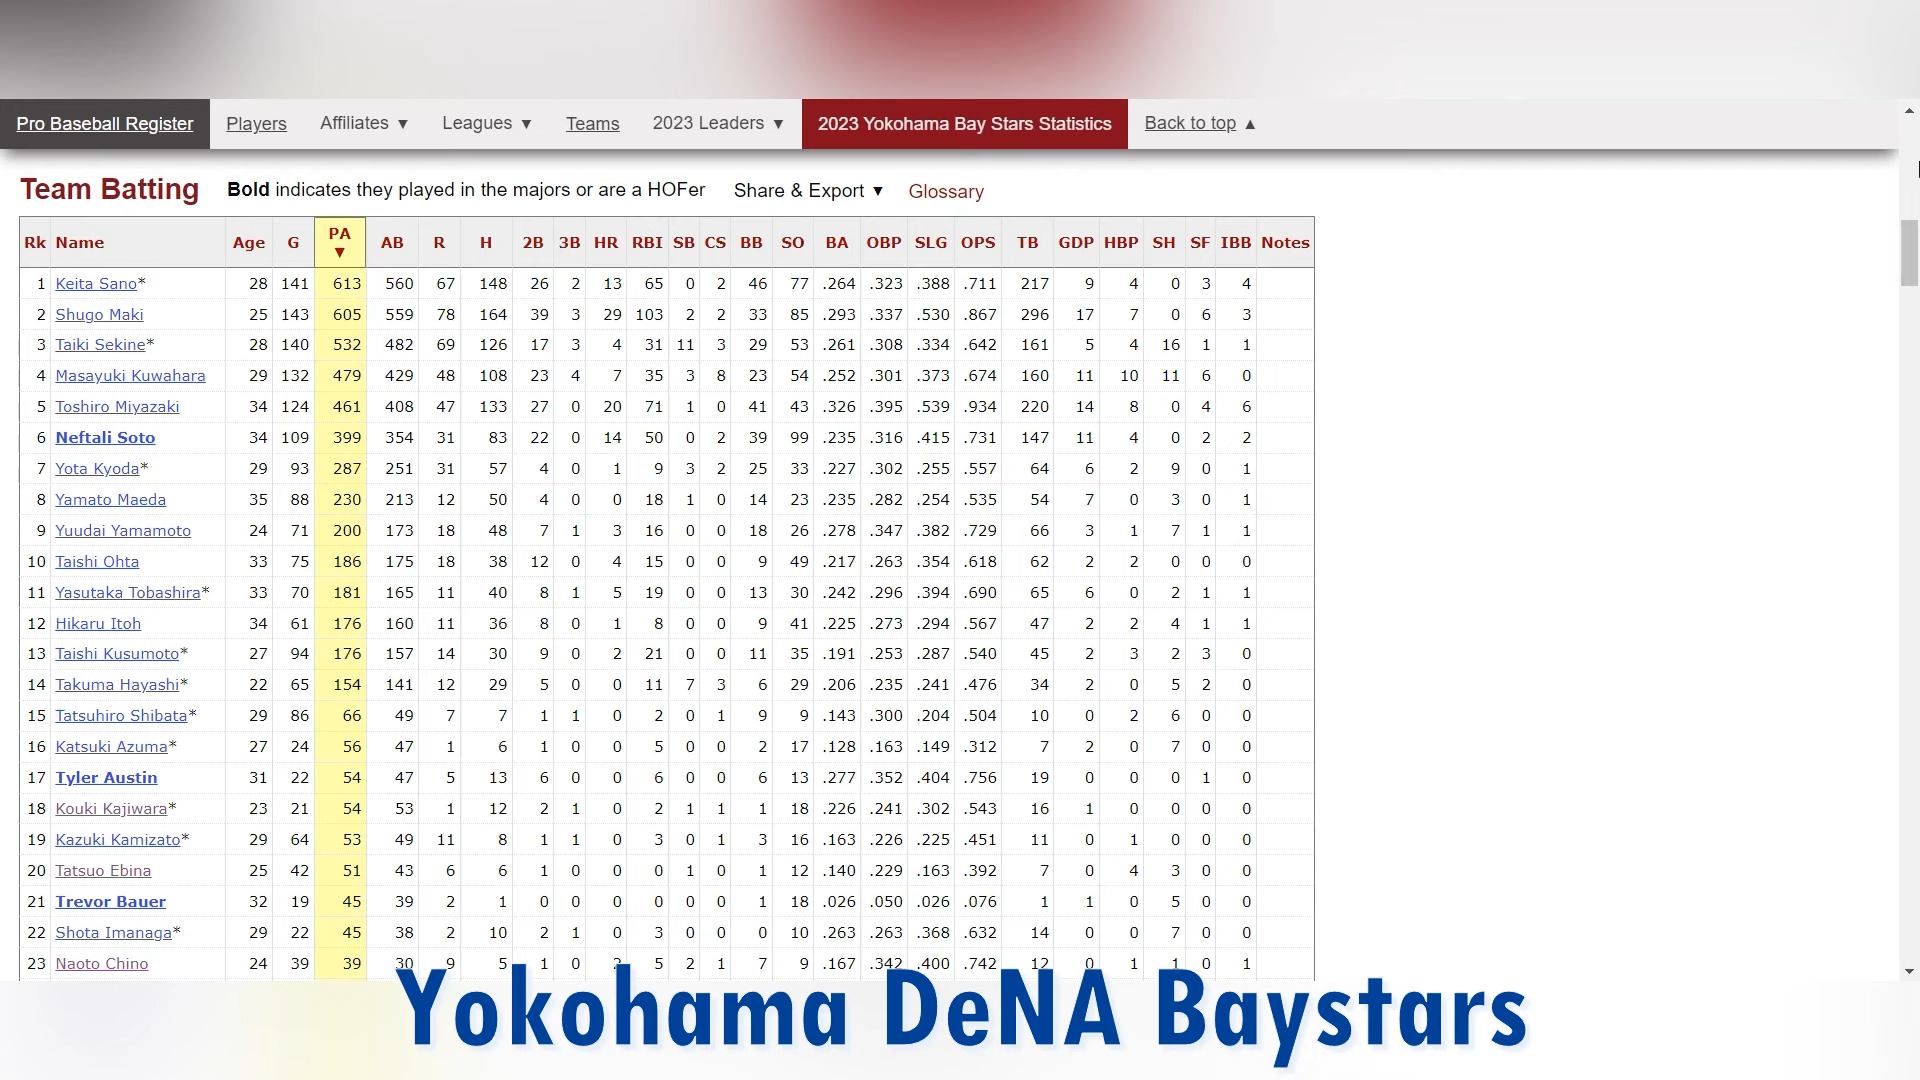 Pro Baseball Register Players Affiliates ▼ Leagues ▼ Teams 2023 Leaders ▼ 2023 Yokohama Bay Stars Statistics Back to top ▲
Team Batting Bold indicates they played in the majors or are a HOFer Share & Export ▼ Glossary
Rk Name Age G PA ▼ AB R H 2B 3B HR RBI SB CS BB SO BA OBP SLG OPS TB GDP HBP SH SF IBB Notes
1 Keita Sano* 28 141 613 560 67 148 26 2 13 65 0 2 46 77 .264 .323 .388 .711 217 9 4 0 3 4
2 Shugo Maki 25 143 605 559 78 164 39 3 29 103 2 2 33 85 .293 .337 .530 .867 296 17 7 0 6 3
3 Taiki Sekine* 28 140 532 482 69 126 17 3 4 31 11 3 29 53 .261 .308 .334 .642 161 5 4 16 1 1
4 Masayuki Kuwahara 29 132 479 429 48 108 23 4 7 35 3 8 23 54 .252 .301 .373 .674 160 11 10 11 6 0
5 Toshiro Miyazaki 34 124 461 408 47 133 27 0 20 71 1 0 41 43 .326 .395 .539 .934 220 14 8 0 4 6
6 Neftali Soto 34 109 399 354 31 83 22 0 14 50 0 2 39 99 .235 .316 .415 .731 147 11 4 0 2 2
7 Yota Kyoda* 29 93 287 251 31 57 4 0 1 9 3 2 25 33 .227 .302 .255 .557 64 6 2 9 0 1
8 Yamato Maeda 35 88 230 213 12 50 4 0 0 18 1 0 14 23 .235 .282 .254 .535 54 7 0 3 0 1
9 Yuudai Yamamoto 24 71 200 173 18 48 7 1 3 16 0 0 18 26 .278 .347 .382 .729 66 3 1 7 1 1
10 Taishi Ohta 33 75 186 175 18 38 12 0 4 15 0 0 9 49 .217 .263 .354 .618 62 2 2 0 0 0
11 Yasutaka Tobashira* 33 70 181 165 11 40 8 1 5 19 0 0 13 30 .242 .296 .394 .690 65 6 0 2 1 1
12 Hikaru Itoh 34 61 176 160 11 36 8 0 1 8 0 0 9 41 .225 .273 .294 .567 47 2 2 4 1 1
13 Taishi Kusumoto* 27 94 176 157 14 30 9 0 2 21 0 0 11 35 .191 .253 .287 .540 45 2 3 2 3 0
14 Takuma Hayashi* 22 65 154 141 12 29 5 0 0 11 7 3 6 29 .206 .235 .241 .476 34 2 0 5 2 0
15 Tatsuhiro Shibata* 29 86 66 49 7 7 1 1 0 2 0 1 9 9 .143 .300 .204 .504 10 0 2 6 0 0
16 Katsuki Azuma* 27 24 56 47 1 6 1 0 0 5 0 0 2 17 .128 .163 .149 .312 7 2 0 7 0 0
17 Tyler Austin 31 22 54 47 5 13 6 0 0 6 0 0 6 13 .277 .352 .404 .756 19 0 0 0 1 0
18 Kouki Kajiwara* 23 21 54 53 1 12 2 1 0 2 1 1 1 18 .226 .241 .302 .543 16 1 0 0 0 0
19 Kazuki Kamizato* 29 64 53 49 11 8 1 1 0 3 0 1 3 16 .163 .226 .225 .451 11 0 1 0 0 0
20 Tatsuo Ebina 25 42 51 43 6 6 1 0 0 0 1 0 1 12 .140 .229 .163 .392 7 0 4 3 0 0
21 Trevor Bauer 32 19 45 39 2 1 0 0 0 0 0 0 1 18 .026 .050 .026 .076 1 1 0 5 0 0
22 Shota Imanaga* 29 22 45 38 2 10 2 1 0 3 0 0 0 10 .263 .263 .368 .632 14 0 0 7 0 0
23 Naoto Chino 24 39 39 30 9 5 1 0 2 5 2 1 7 9 .167 .342 .400 .742 12 0 1 1 0 1
Yokohama DeNA Baystars